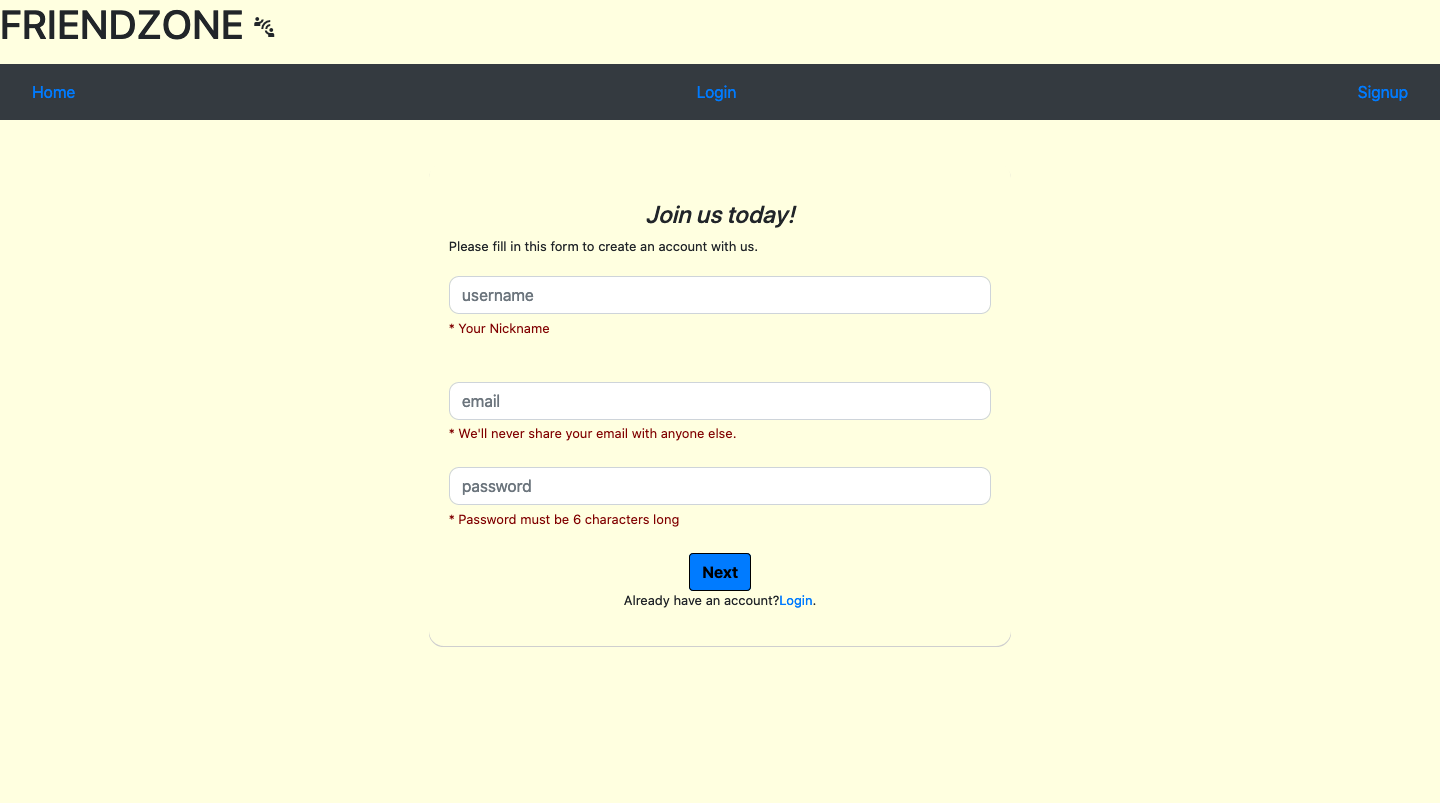 FRIENDZONE
Home Login Signup
Join us today!
Please fill in this form to create an account with us.
username
* Your Nickname
email
* We'll never share your email with anyone else.
password
* Password must be 6 characters long
Next
Already have an account?Login.